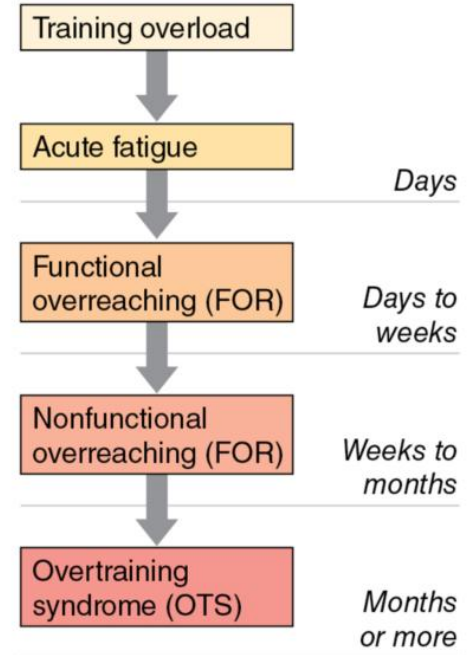 Training overload
Acute fatigue
Days
Functional
overreaching (FOR)
Days to
weeks
Nonfunctional
overreaching (FOR)
Weeks to
months
Overtraining
syndrome (OTS)
Months
or more